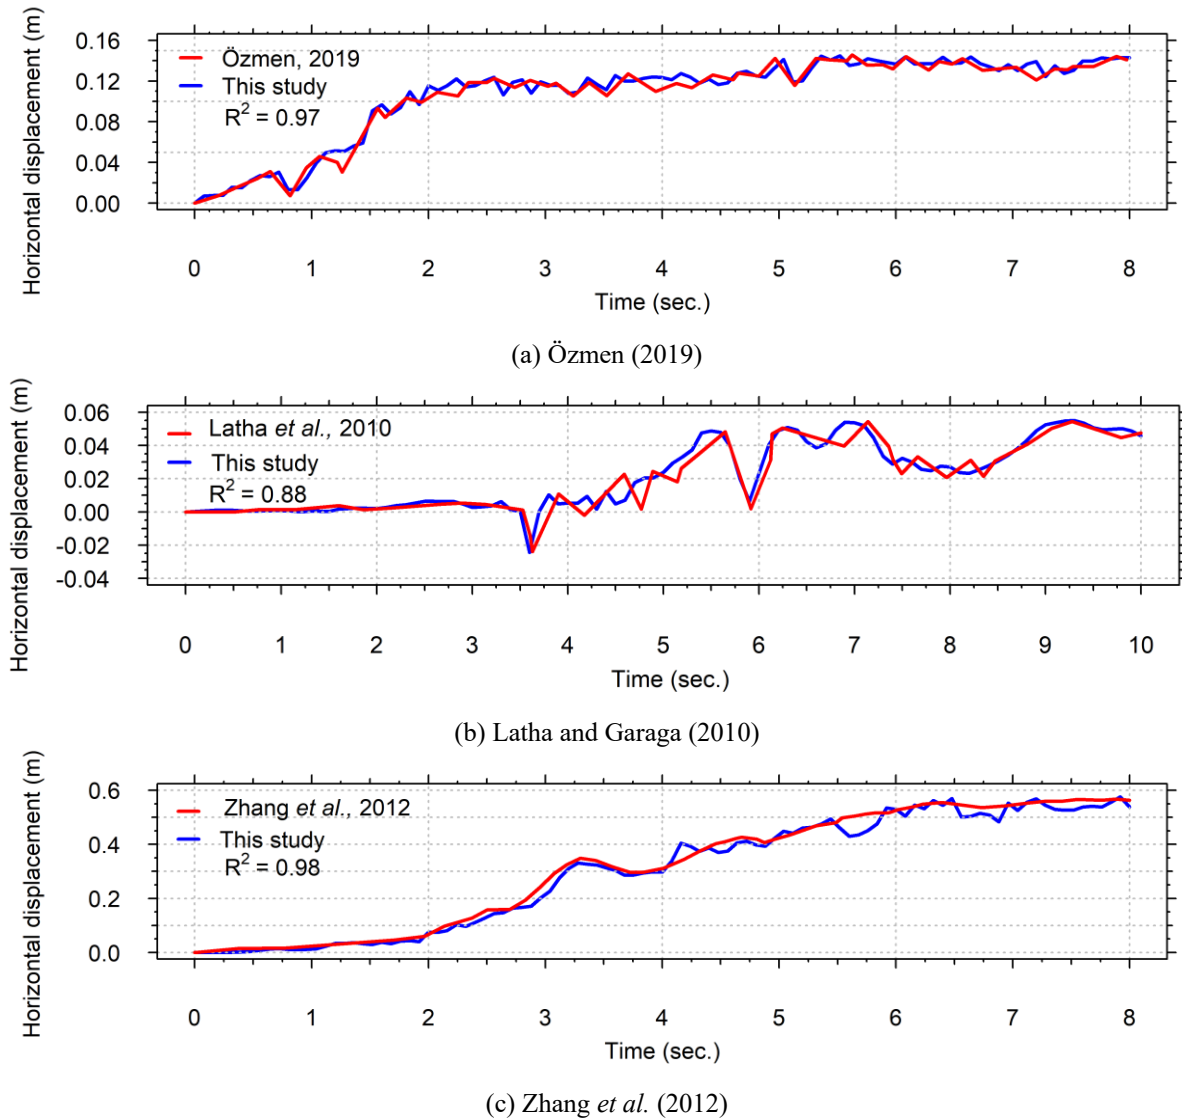 Horizontal displacement (m)
0.16
0.12
0.08
0.04
0.00
Özmen, 2019
This study
R² = 0.97
0 1 2 3 4 5 6 7 8
Time (sec.)
(a) Özmen (2019)
Horizontal displacement (m)
0.06
0.04
0.02
0.00
-0.02
-0.04
Latha et al., 2010
This study
R² = 0.88
0 1 2 3 4 5 6 7 8 9 10
Time (sec.)
(b) Latha and Garaga (2010)
Horizontal displacement (m)
0.6
0.4
0.2
0.0
Zhang et al., 2012
This study
R² = 0.98
0 1 2 3 4 5 6 7 8
Time (sec.)
(c) Zhang et al. (2012)